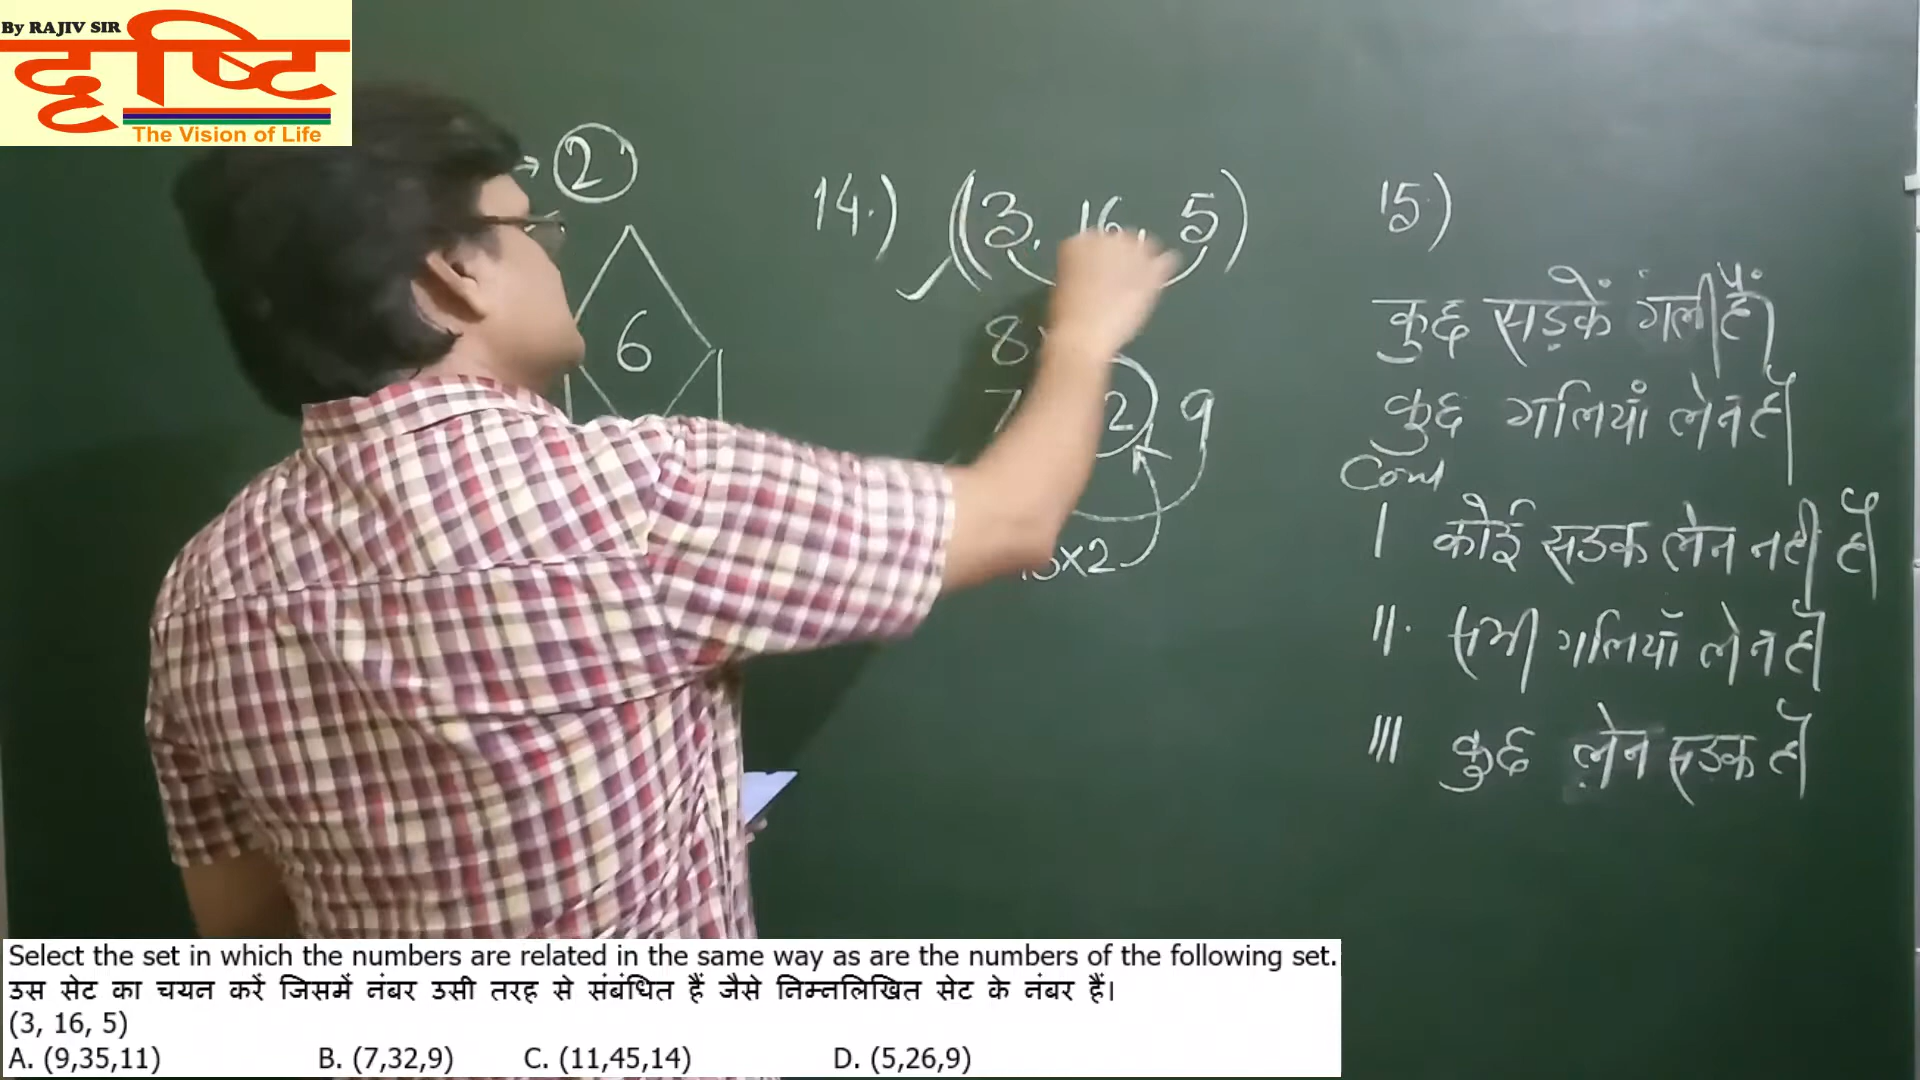 By RAJIV SIR
दृष्टि
The Vision of Life
→ 2
6
14.) (3, 16, 5)
8
7 2 9
×2
15)
कुछ सड़कें गली हैं
कुछ गलियाँ लेन हैं
Conl
I कोई सडक लेन नही है
II. सभी गलियाँ लेन हैं
III कुछ लेन सडक हैं
Select the set in which the numbers are related in the same way as are the numbers of the following set.
उस सेट का चयन करें जिसमें नंबर उसी तरह से संबंधित हैं जैसे निम्नलिखित सेट के नंबर हैं।
(3, 16, 5)
A. (9,35,11) B. (7,32,9) C. (11,45,14) D. (5,26,9)